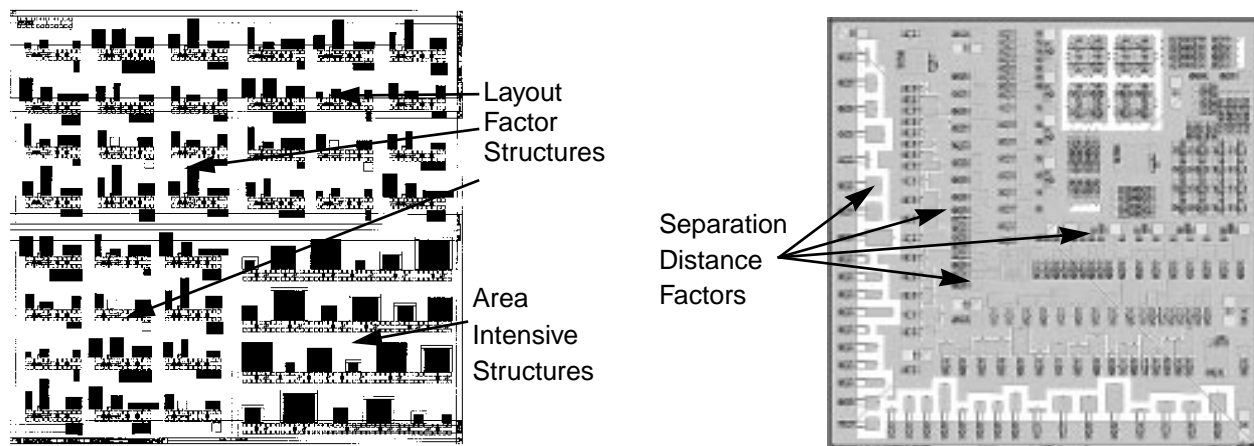 Layout
Factor
Structures
Area
Intensive
Structures
Separation
Distance
Factors